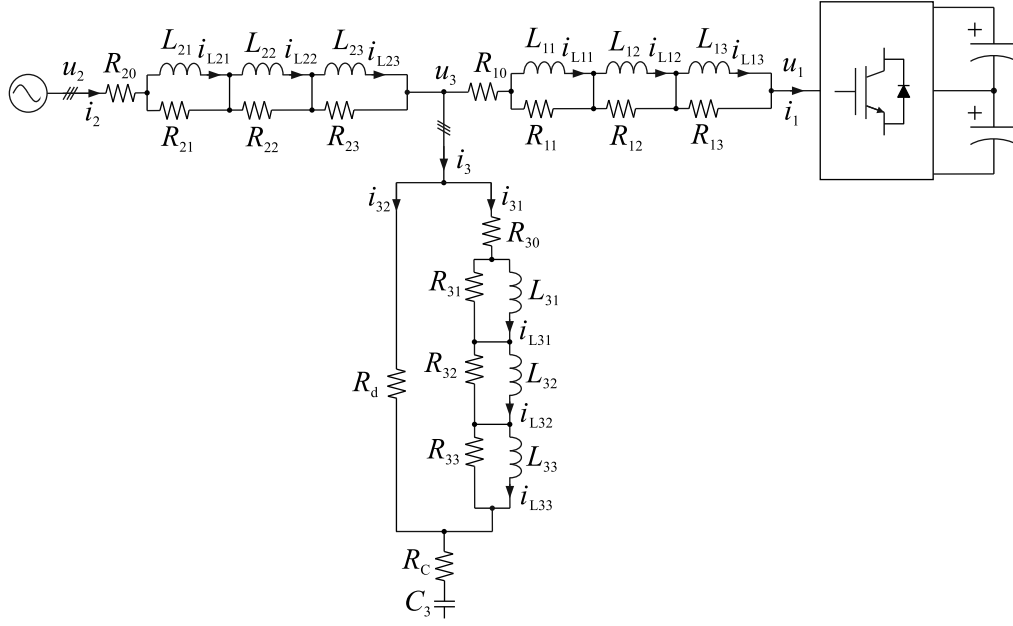 L21 iL21 L22 iL22 L23 iL23
L11 iL11 L12 iL12 L13 iL13
u2 R20 u3 R10 u1
i2 R21 R22 R23 R11 R12 R13 i1
+
+
i3
i32 i31
R30
R31 L31
iL31
Rd R32 L32
iL32
R33 L33
iL33
RC
C3